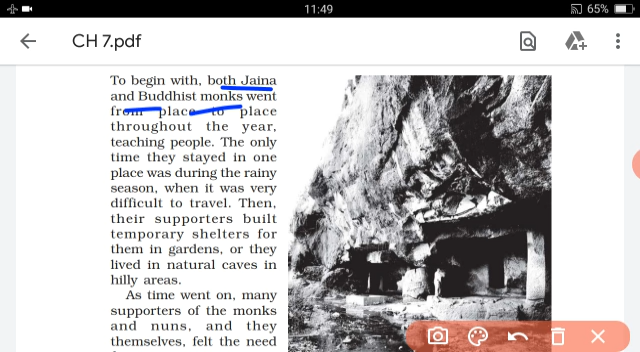 11:49
65%
CH 7.pdf
To begin with, both Jaina
and Buddhist monks went
from place to place
throughout the year,
teaching people. The only
time they stayed in one
place was during the rainy
season, when it was very
difficult to travel. Then,
their supporters built
temporary shelters for
them in gardens, or they
lived in natural caves in
hilly areas.
As time went on, many
supporters of the monks
and nuns, and they
themselves, felt the need